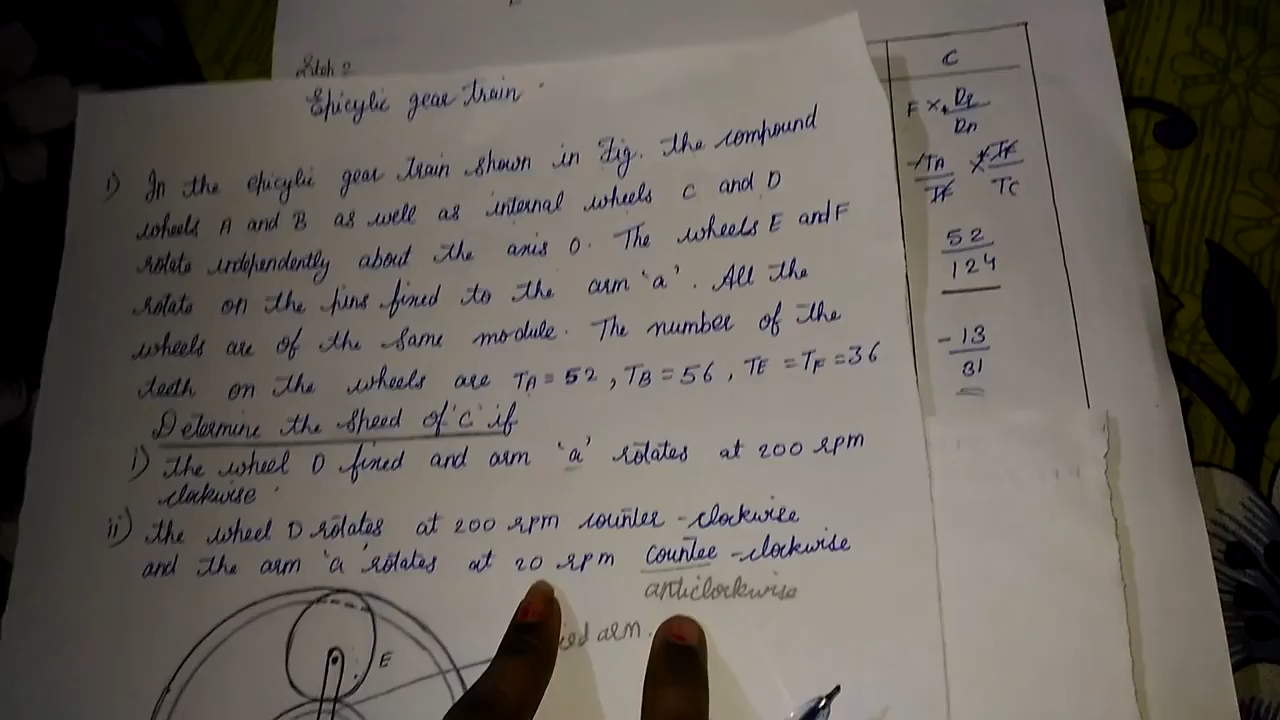 Epicylic gear train.
1) In the epicylic gear train shown in Fig. the compound
wheels A and B as well as internal wheels C and D
rotate independently about the axis O. The wheels E and F
rotate on the pins fixed to the arm 'a'. All the
wheels are of the same module. The number of the
teeth on the wheels are TA = 52, TB = 56, TE = TF = 36
Determine the speed of 'C' if
i) the wheel D fixed and arm 'a' rotates at 200 rpm
clockwise.
ii) the wheel D rotates at 200 rpm counter-clockwise
and the arm 'a' rotates at 20 rpm counter-clockwise
anticlockwise
arm.
E
C
TC
52
124
-13
31